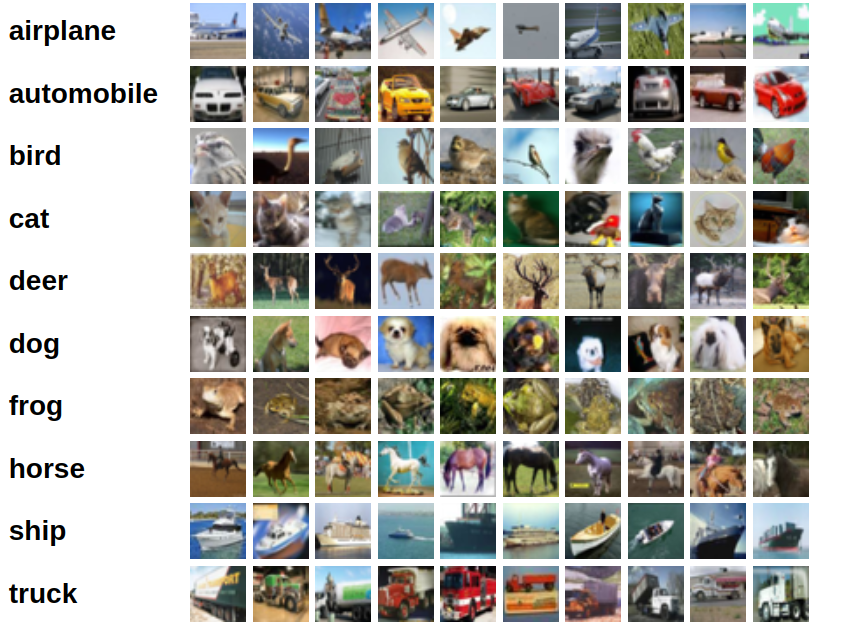 airplane
automobile
bird
cat
deer
dog
frog
horse
ship
truck